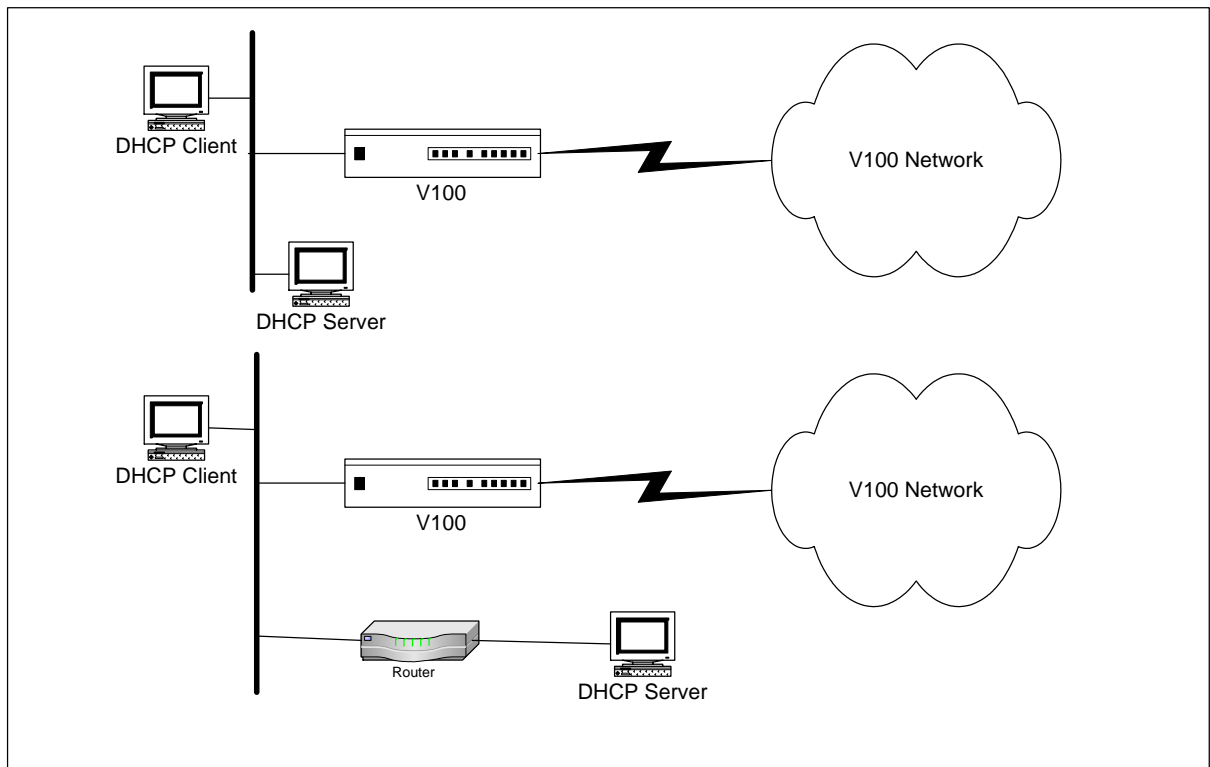 DHCP Client
V100
V100 Network
DHCP Server
DHCP Client
V100
V100 Network
Router
DHCP Server